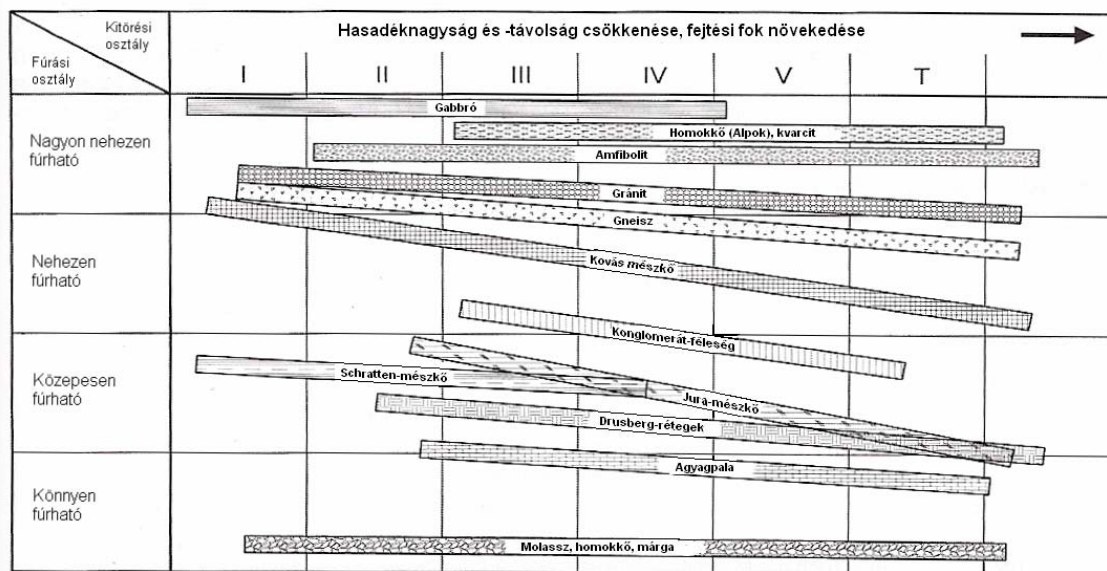 Kitörési
osztály
Fúrási
osztály
Hasadéknagyság és -távolság csökkenése, fejtési fok növekedése
I II III IV V T
Nagyon nehezen
fúrható
Gabbró
Homokkő (Alpok), kvarcit
Amfibolit
Gránit
Gneisz
Nehezen
fúrható
Kovás mészkő
Konglomerát-féleség
Közepesen
fúrható
Schratten-mészkő
Jura-mészkő
Drusberg-rétegek
Agyagpala
Könnyen
fúrható
Molassz, homokkő, márga